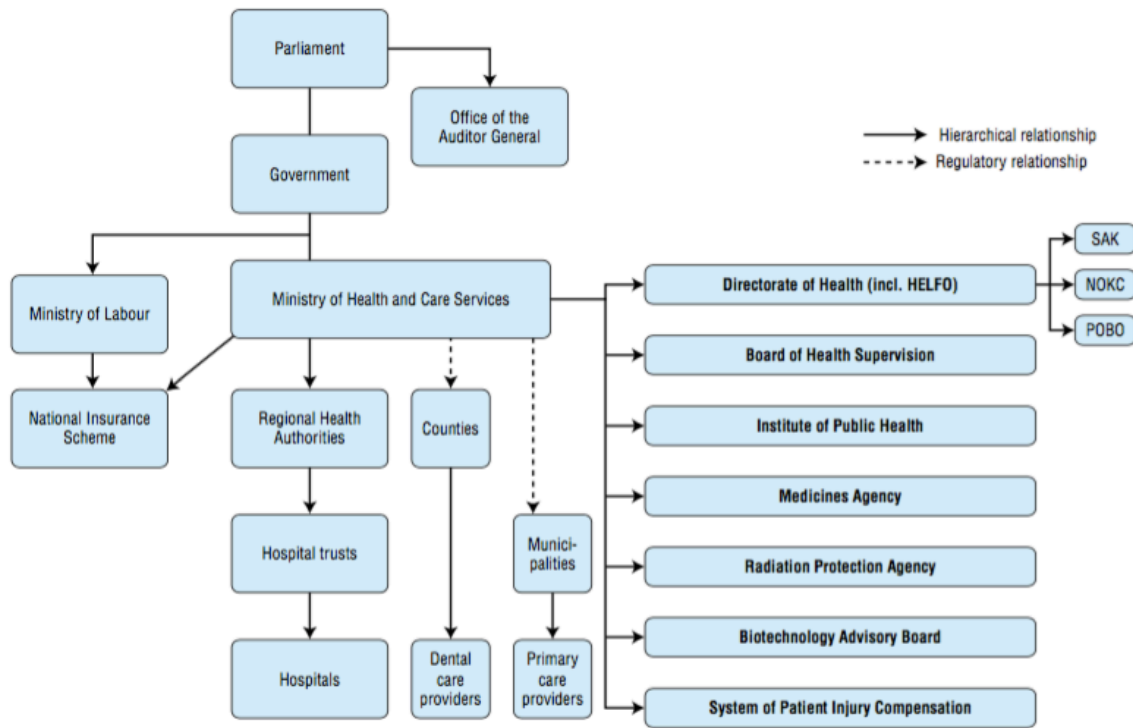 Parliament
Office of the
Auditor General
Hierarchical relationship
Regulatory relationship
Government
SAK
Ministry of Labour
Ministry of Health and Care Services
Directorate of Health (incl. HELFO)
NOKC
POBO
Board of Health Supervision
National Insurance
Scheme
Regional Health
Authorities
Counties
Institute of Public Health
Medicines Agency
Hospital trusts
Munici-
palities
Radiation Protection Agency
Biotechnology Advisory Board
Hospitals
Dental
care
providers
Primary
care
providers
System of Patient Injury Compensation